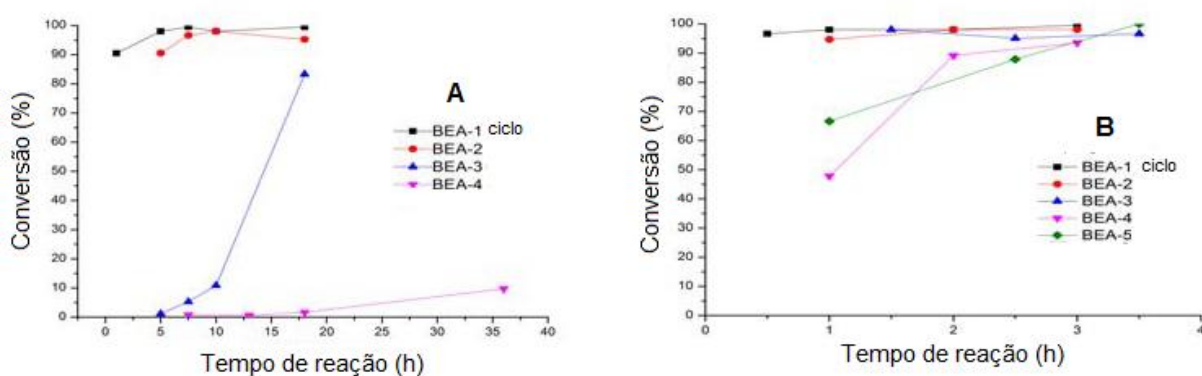 A
Conversão (%)
100
90
80
70
60
50
40
30
20
10
0
BEA-1 ciclo
BEA-2
BEA-3
BEA-4
0 5 10 15 20 25 30 35 40
Tempo de reação (h)
B
Conversão (%)
100
90
80
70
60
50
40
30
20
10
0
BEA-1 ciclo
BEA-2
BEA-3
BEA-4
BEA-5
0 1 2 3 4
Tempo de reação (h)